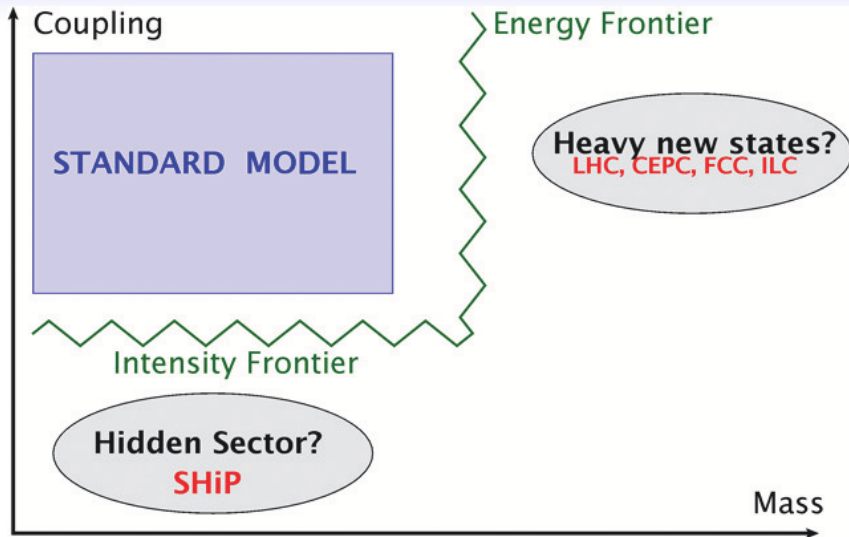 Coupling
Energy Frontier
STANDARD MODEL
Heavy new states?
LHC, CEPC, FCC, ILC
Intensity Frontier
Hidden Sector?
SHiP
Mass